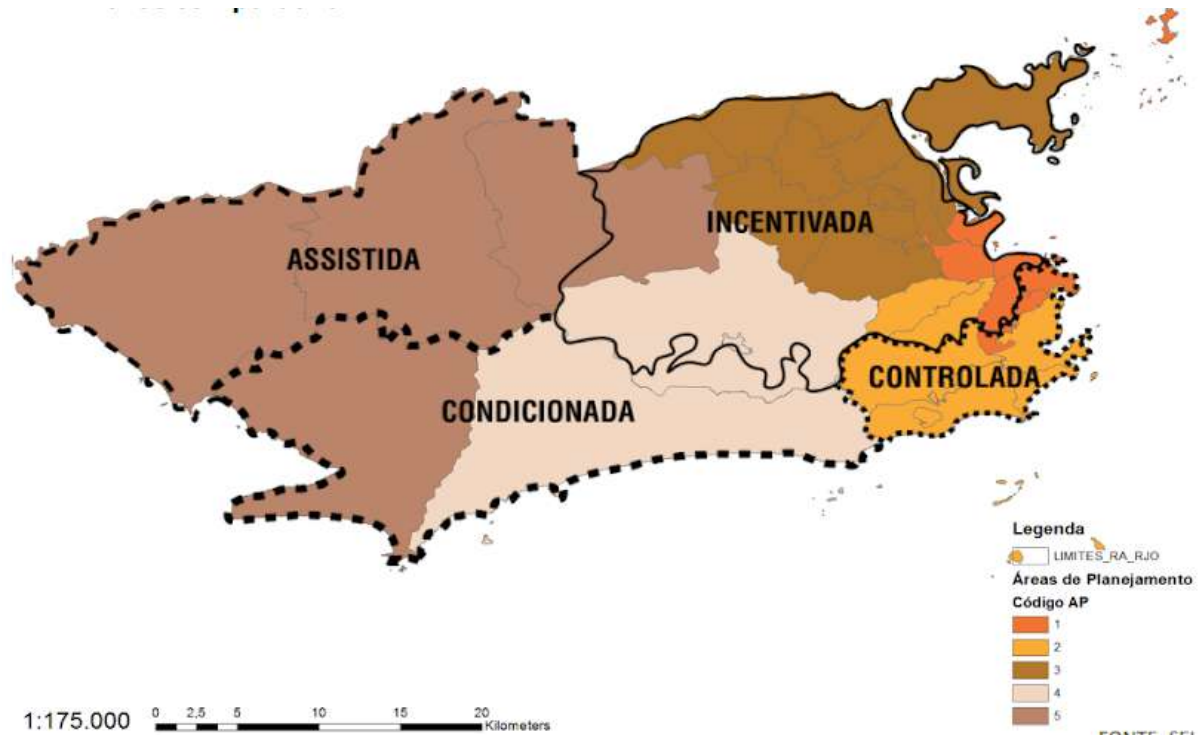 INCENTIVADA
ASSISTIDA
CONTROLADA
CONDICIONADA
Legenda
LIMITES_RA_RJO
Áreas de Planejamento
Código AP
1
2
3
4
5
1:175.000
0 2,5 5 10 15 20
Kilometers